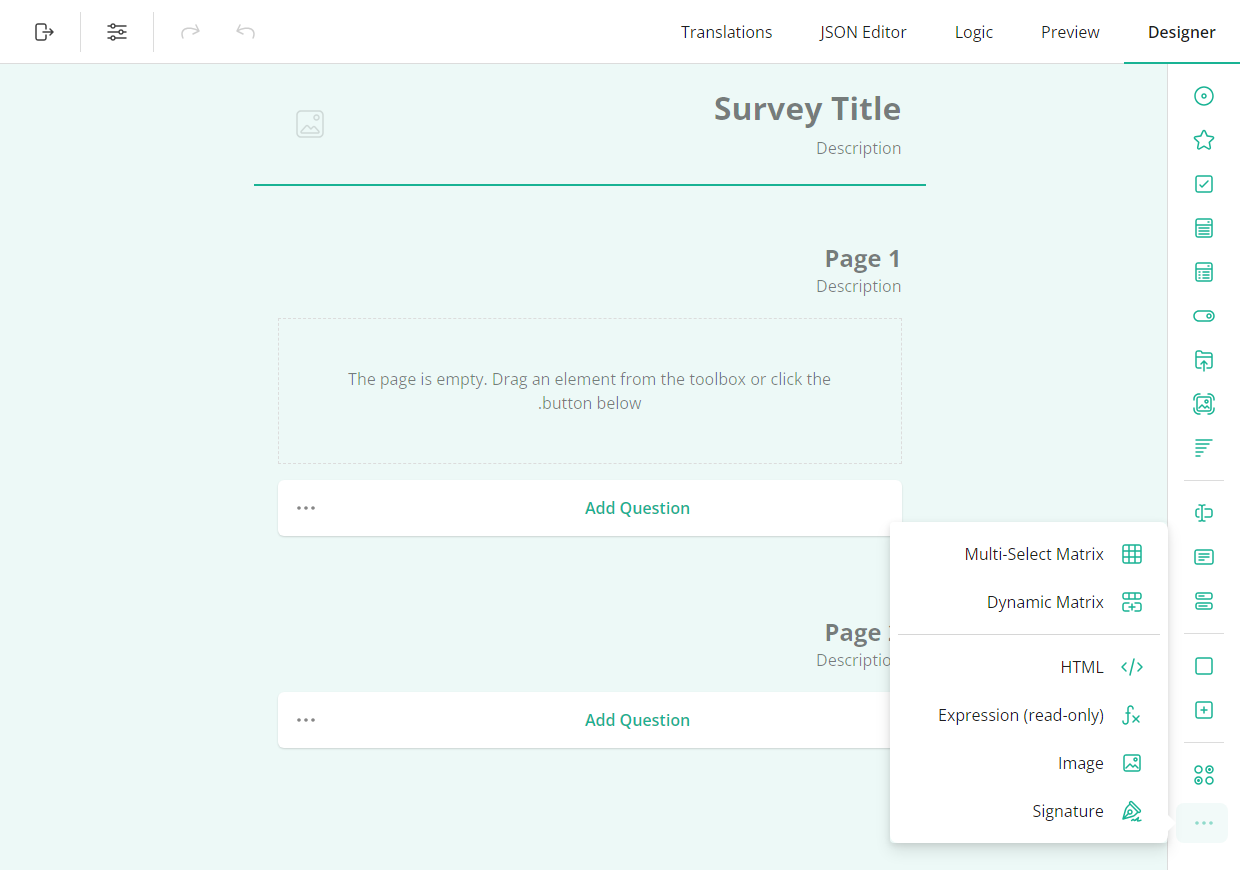 Translations
JSON Editor
Logic
Preview
Designer
Survey Title
Description
Page 1
Description
The page is empty. Drag an element from the toolbox or click the
.button below
Add Question
Page
Descriptio
Add Question
Multi-Select Matrix
Dynamic Matrix
HTML
Expression (read-only)
Image
Signature